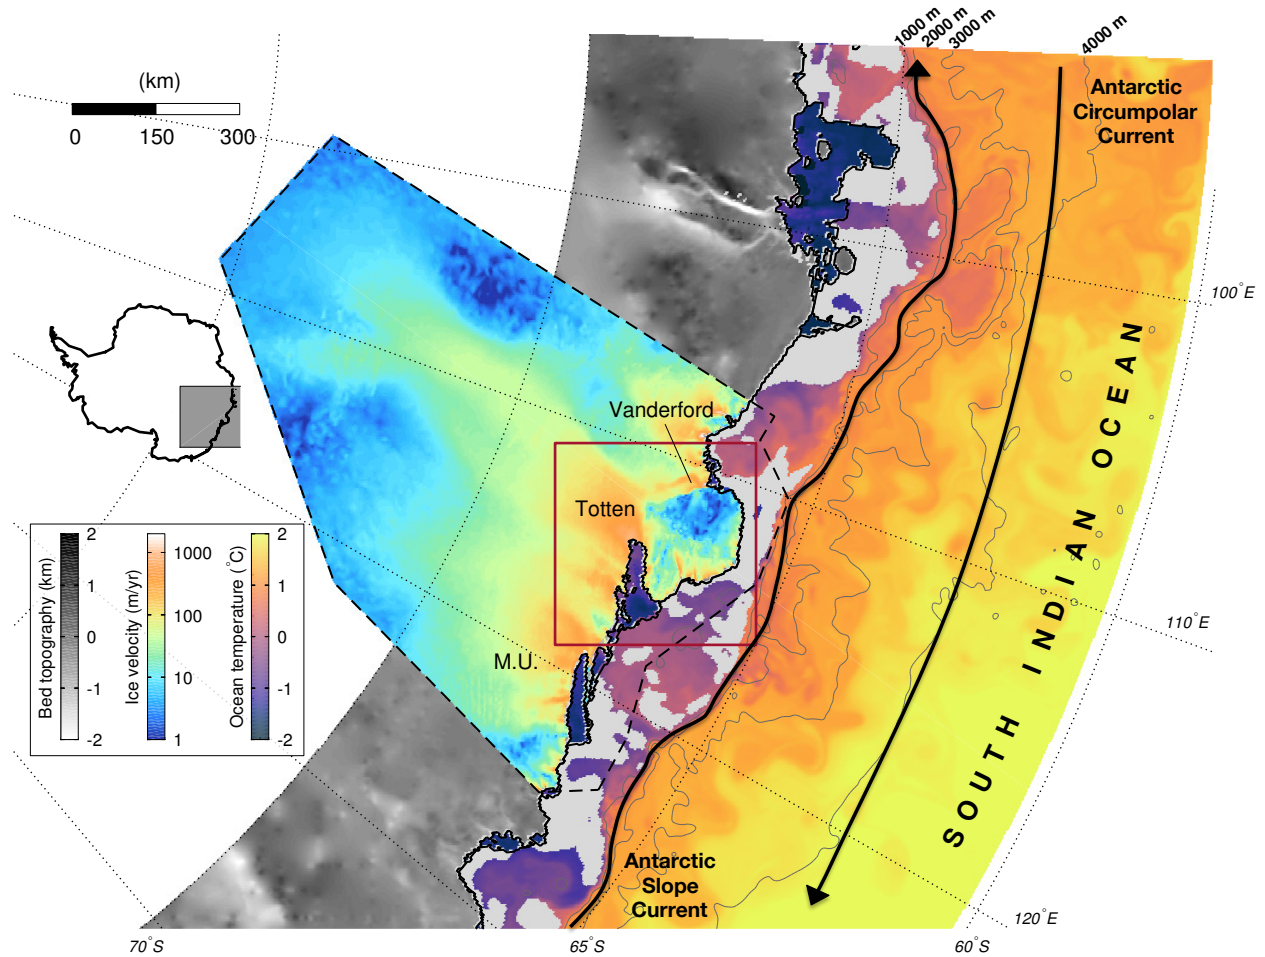 1000 m
2000 m
3000 m
4000 m
(km)
0 150 300
Antarctic
Circumpolar
Current
100°E
SOUTH INDIAN OCEAN
Vanderford
Totten
M.U.
110°E
Bed topography (km)
2
1
0
-1
-2
Ice velocity (m/yr)
1000
100
10
1
Ocean temperature (°C)
2
1
0
-1
-2
Antarctic
Slope
Current
120°E
70°S
65°S
60°S